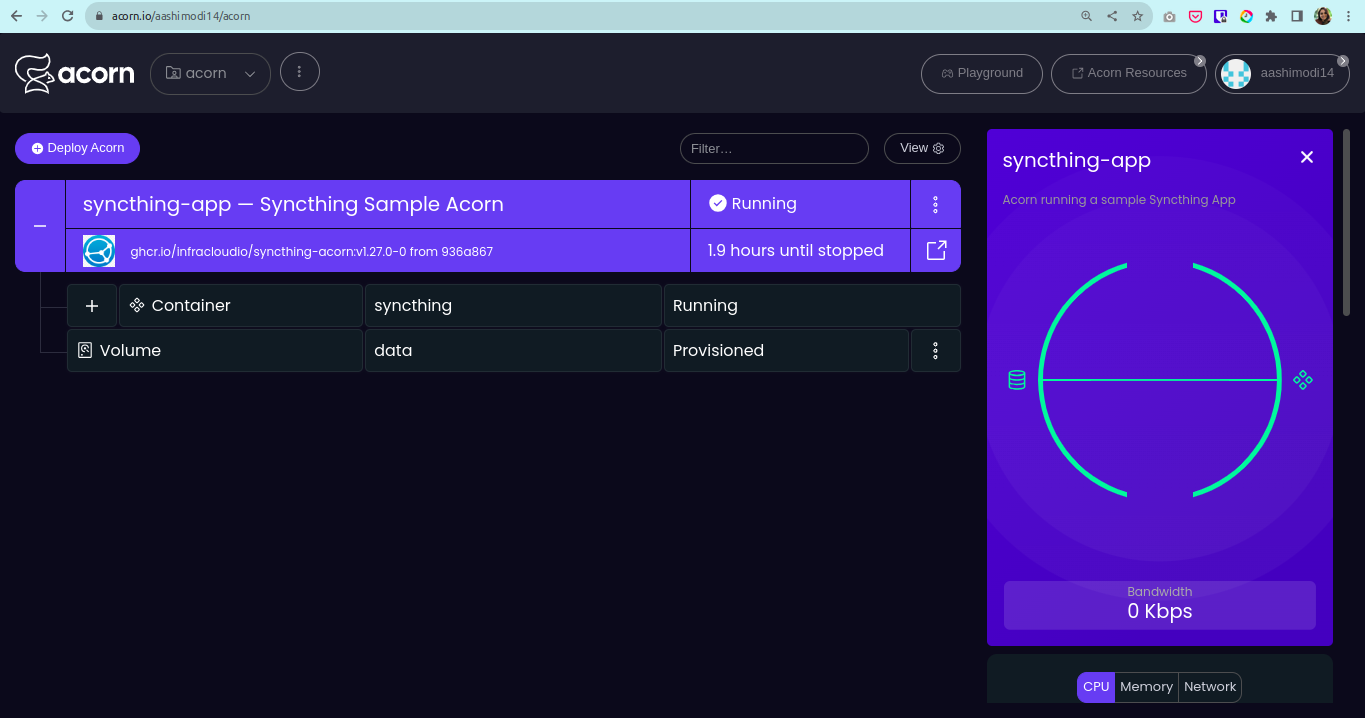 acorn.io/aashimodi14/acorn
acorn
acorn
Playground
Acorn Resources
aashimodi14
Deploy Acorn
Filter...
View
syncthing-app — Syncthing Sample Acorn
Running
ghcr.io/infracloudio/syncthing-acorn:v1.27.0-0 from 936a867
1.9 hours until stopped
Container
syncthing
Running
Volume
data
Provisioned
syncthing-app
Acorn running a sample Syncthing App
Bandwidth
0 Kbps
CPU
Memory
Network